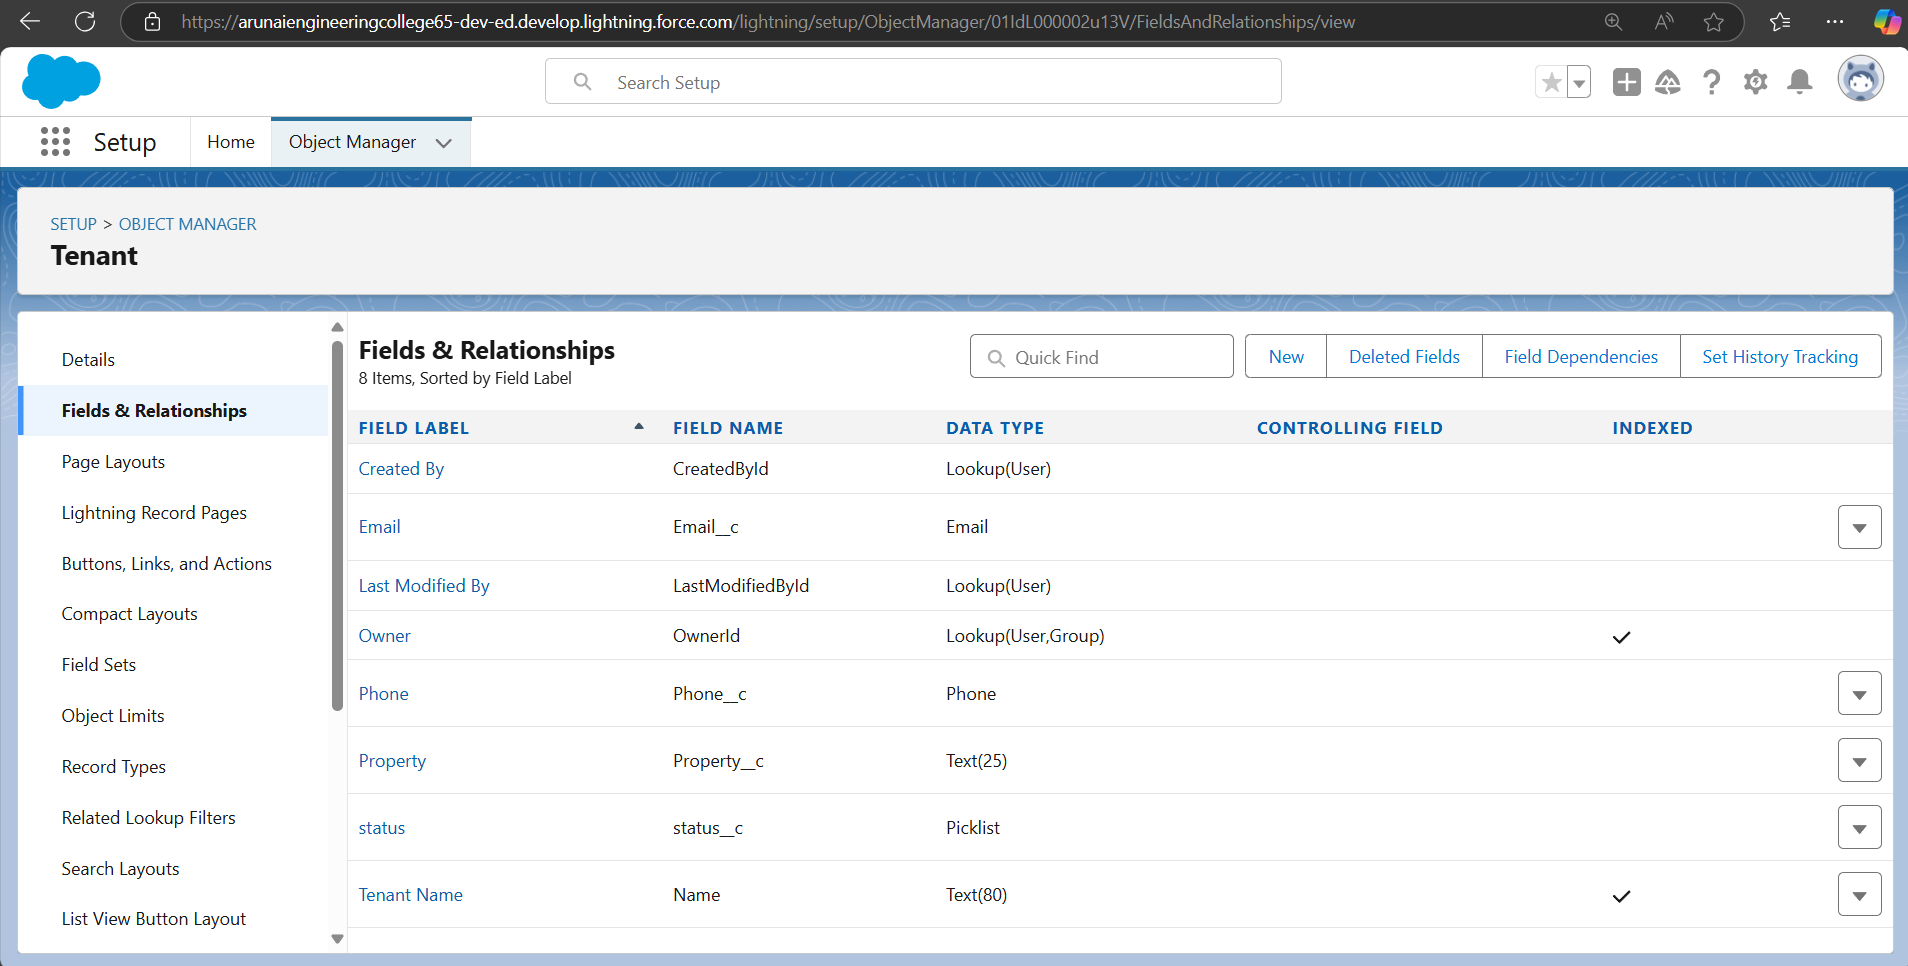 https://arunaiengineeringcollege65-dev-ed.develop.lightning.force.com/lightning/setup/ObjectManager/01IdL000002u13V/FieldsAndRelationships/view
Search Setup
Setup
Home
Object Manager
SETUP > OBJECT MANAGER
Tenant
Details
Fields & Relationships
Page Layouts
Lightning Record Pages
Buttons, Links, and Actions
Compact Layouts
Field Sets
Object Limits
Record Types
Related Lookup Filters
Search Layouts
List View Button Layout
Fields & Relationships
8 Items, Sorted by Field Label
Quick Find
New
Deleted Fields
Field Dependencies
Set History Tracking
FIELD LABEL FIELD NAME DATA TYPE CONTROLLING FIELD INDEXED
Created By CreatedById Lookup(User)
Email Email__c Email
Last Modified By LastModifiedById Lookup(User)
Owner OwnerId Lookup(User,Group)
Phone Phone__c Phone
Property Property__c Text(25)
status status__c Picklist
Tenant Name Name Text(80)